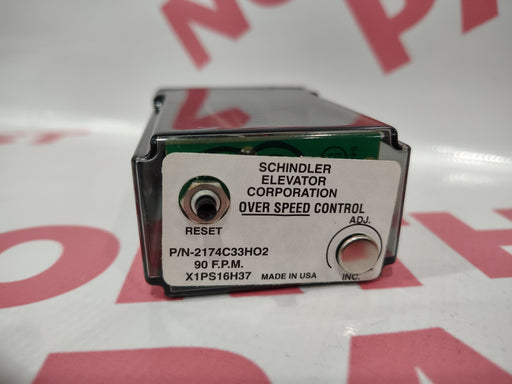 SCHINDLER
ELEVATOR
CORPORATION
OVER SPEED CONTROL
ADJ.
RESET
P/N-2174C33HO2
90 F.P.M.
X1PS16H37 MADE IN USA INC.